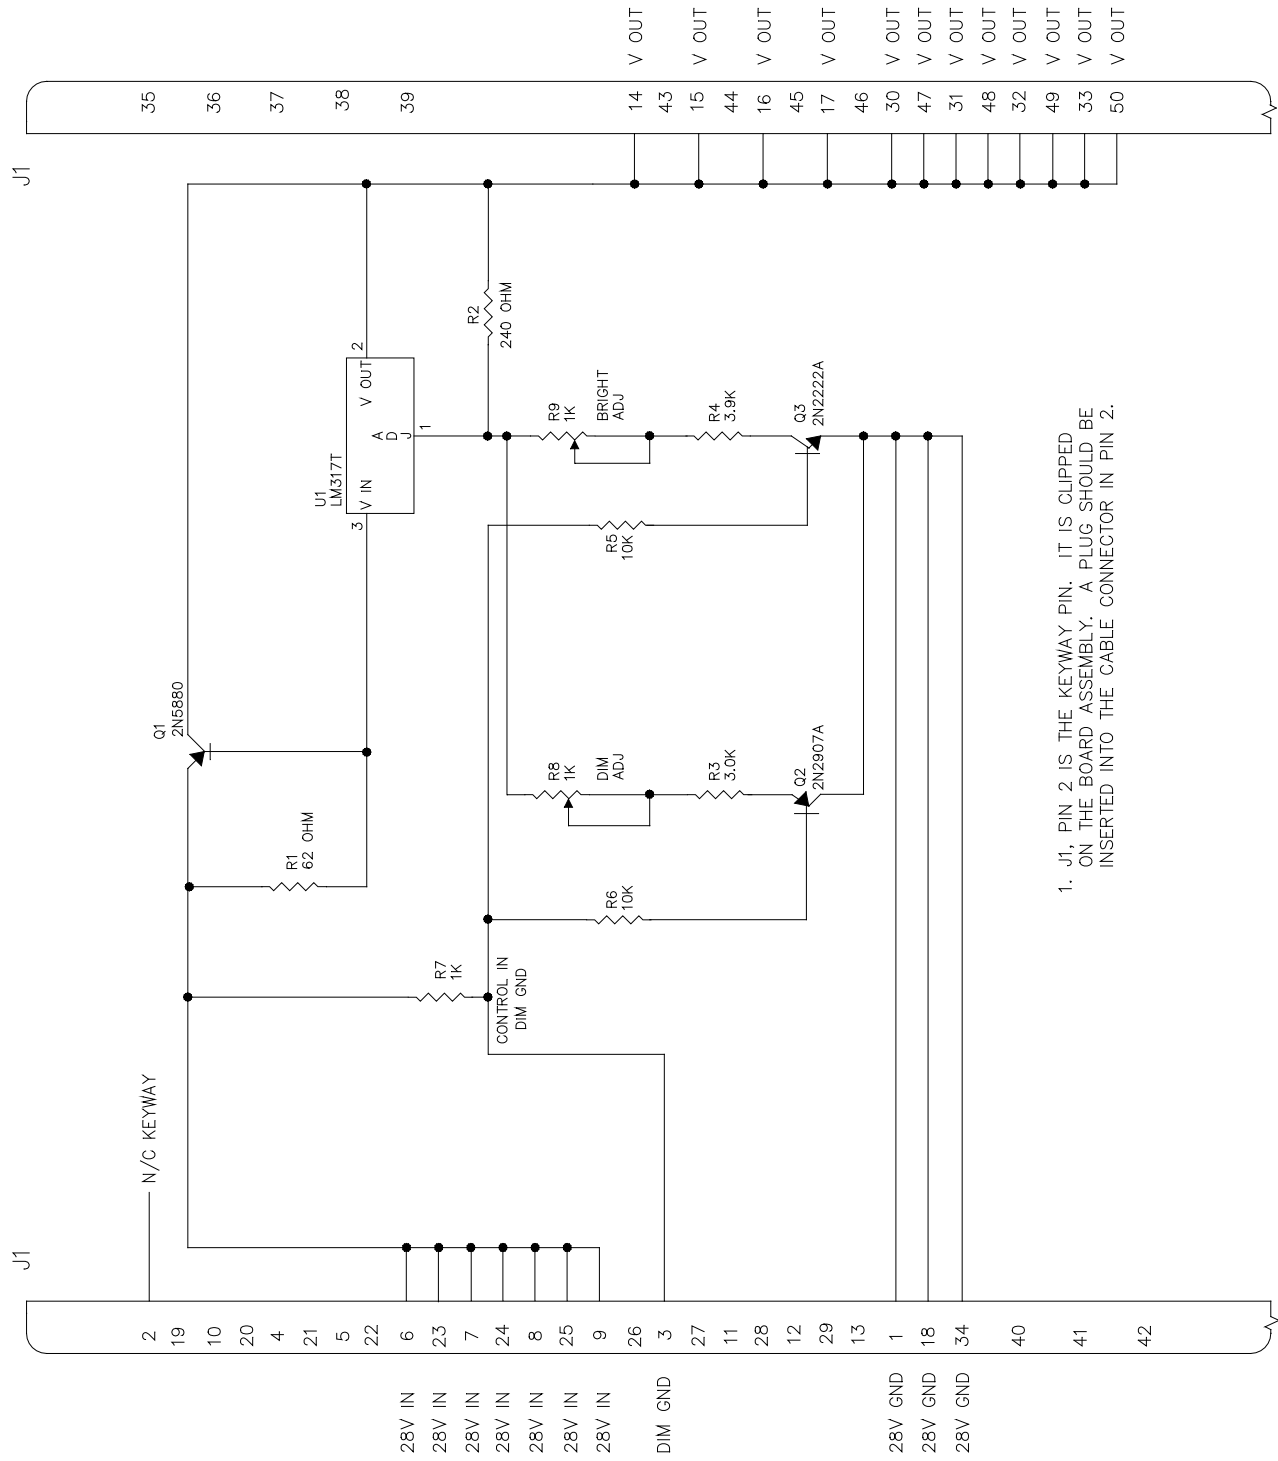 J1
J1
2
19
10
20
4
21
5
22
6
23
7
24
8
25
9
26
3
27
11
28
12
29
13
1
18
34
40
41
42
28V IN
28V IN
28V IN
28V IN
28V IN
28V IN
28V IN
DIM GND
28V GND
28V GND
28V GND
N/C KEYWAY
Q1
2N5880
R1
62 OHM
R7
1K
CONTROL IN
DIM GND
U1
LM317T
3
V IN
V OUT
2
A
D
J
1
R2
240 OHM
R8
1K
DIM
ADJ
R9
1K
BRIGHT
ADJ
R6
10K
R5
10K
R3
3.0K
R4
3.9K
Q2
2N2907A
Q3
2N2222A
35
36
37
38
39
14
43
15
44
16
45
17
46
30
47
31
48
32
49
33
50
V OUT
V OUT
V OUT
V OUT
V OUT
V OUT
V OUT
V OUT
V OUT
V OUT
V OUT
V OUT
1. J1, PIN 2 IS THE KEYWAY PIN. IT IS CLIPPED
ON THE BOARD ASSEMBLY. A PLUG SHOULD BE
INSERTED INTO THE CABLE CONNECTOR IN PIN 2.